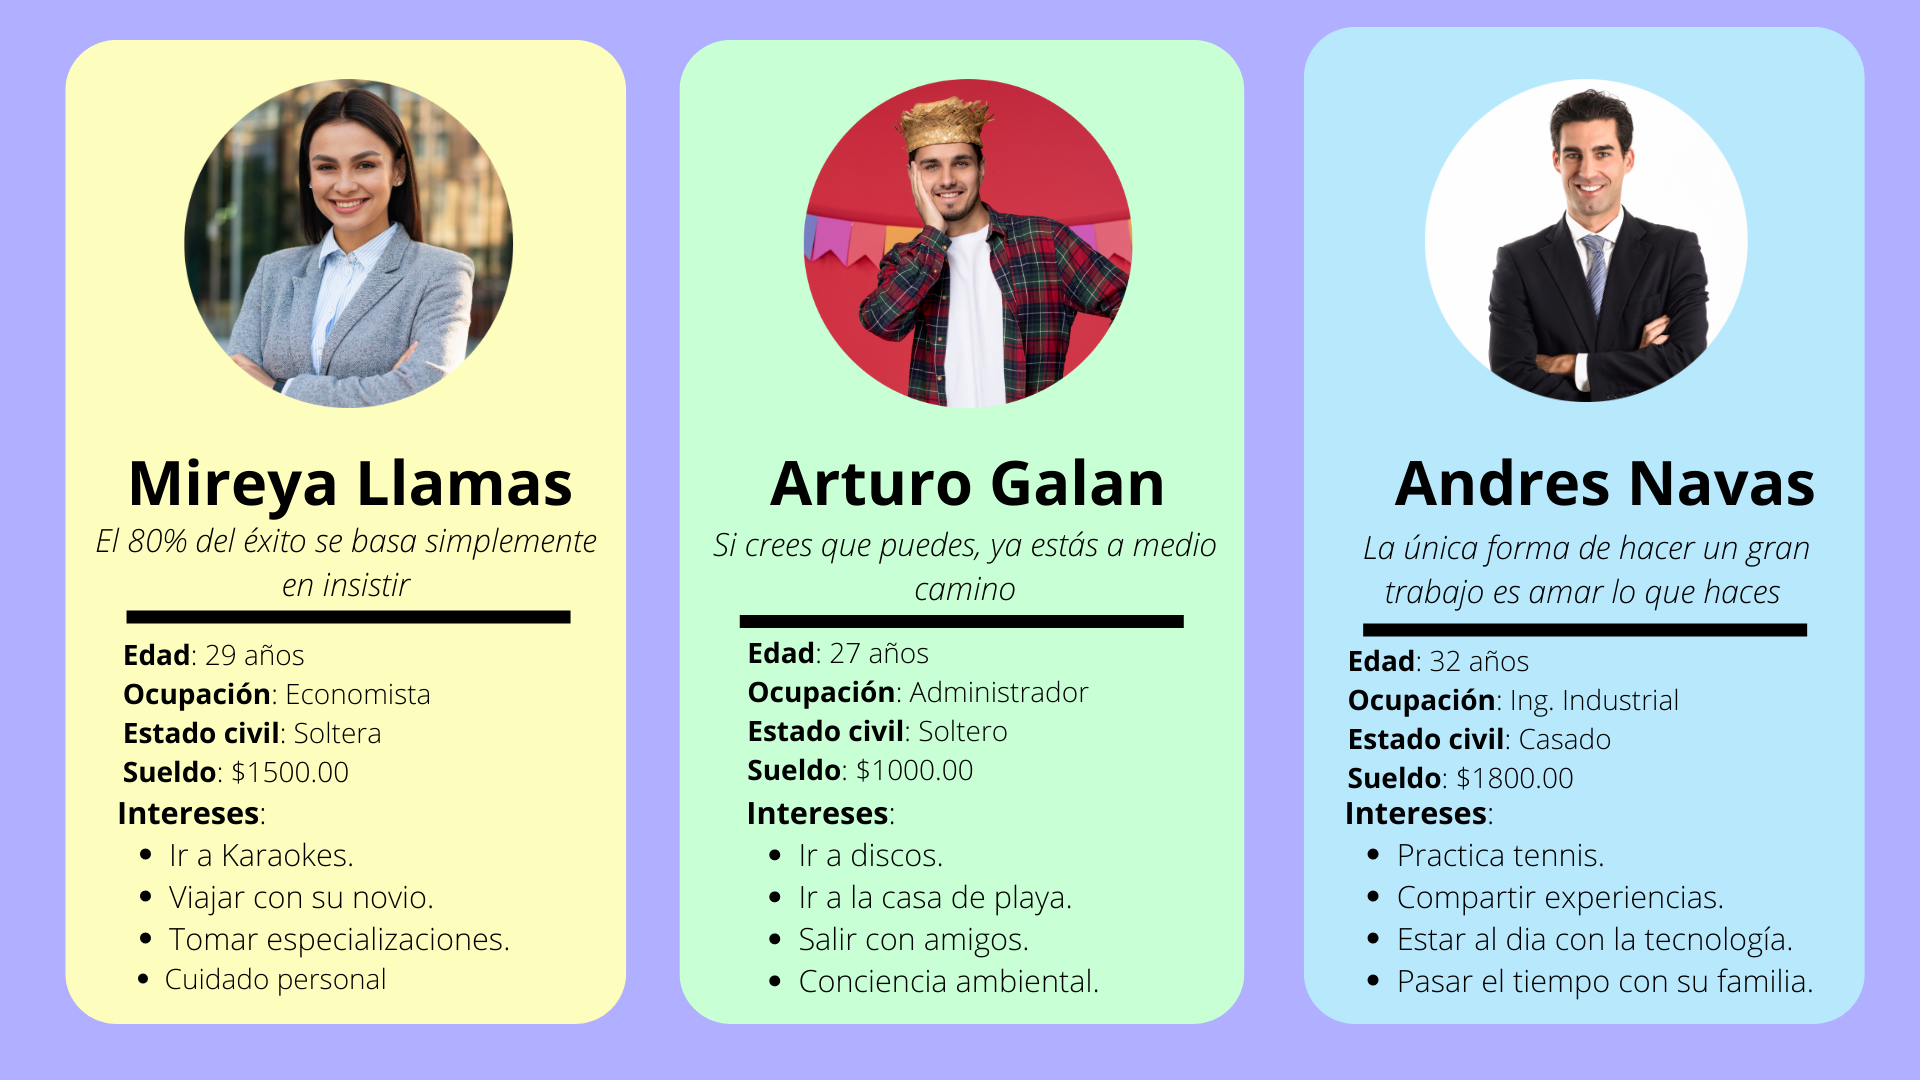 Mireya Llamas
El 80% del éxito se basa simplemente
en insistir
Edad: 29 años
Ocupación: Economista
Estado civil: Soltera
Sueldo: $1500.00
Intereses:
• Ir a Karaokes.
• Viajar con su novio.
• Tomar especializaciones.
• Cuidado personal
Arturo Galan
Si crees que puedes, ya estás a medio
camino
Edad: 27 años
Ocupación: Administrador
Estado civil: Soltero
Sueldo: $1000.00
Intereses:
• Ir a discos.
• Ir a la casa de playa.
• Salir con amigos.
• Conciencia ambiental.
Andres Navas
La única forma de hacer un gran
trabajo es amar lo que haces
Edad: 32 años
Ocupación: Ing. Industrial
Estado civil: Casado
Sueldo: $1800.00
Intereses:
• Practica tennis.
• Compartir experiencias.
• Estar al dia con la tecnología.
• Pasar el tiempo con su familia.